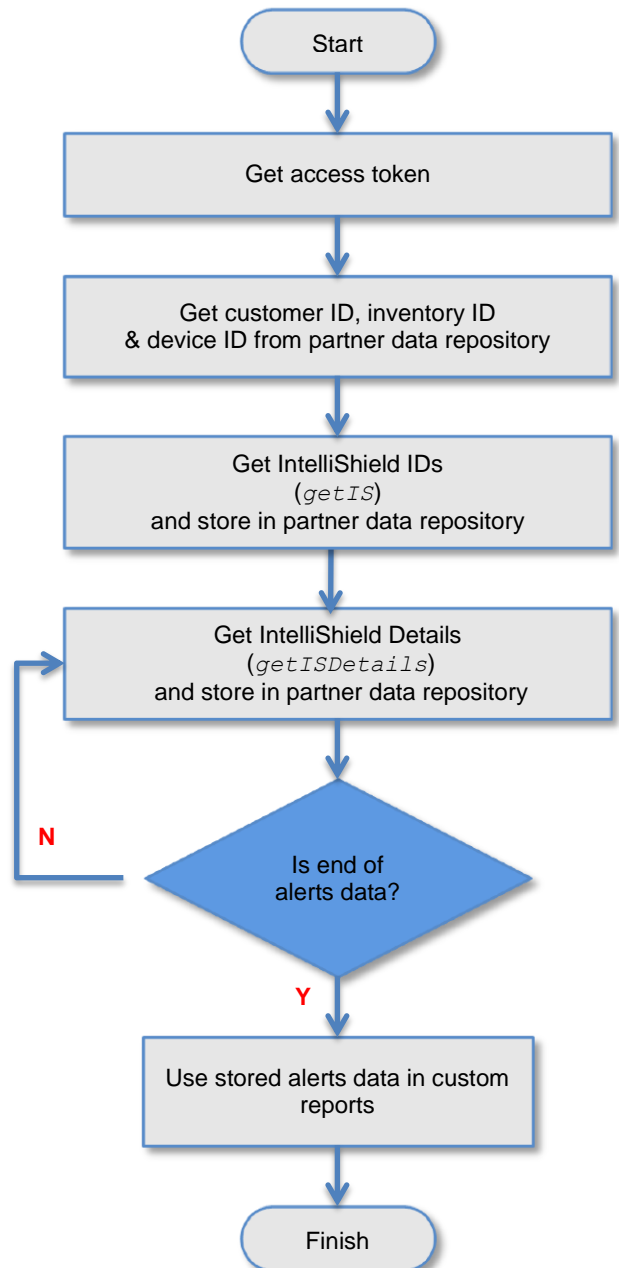 Start
Get access token
Get customer ID, inventory ID
& device ID from partner data repository
Get IntelliShield IDs
(getIS)
and store in partner data repository
Get IntelliShield Details
(getISDetails)
and store in partner data repository
N
Is end of
alerts data?
Y
Use stored alerts data in custom
reports
Finish